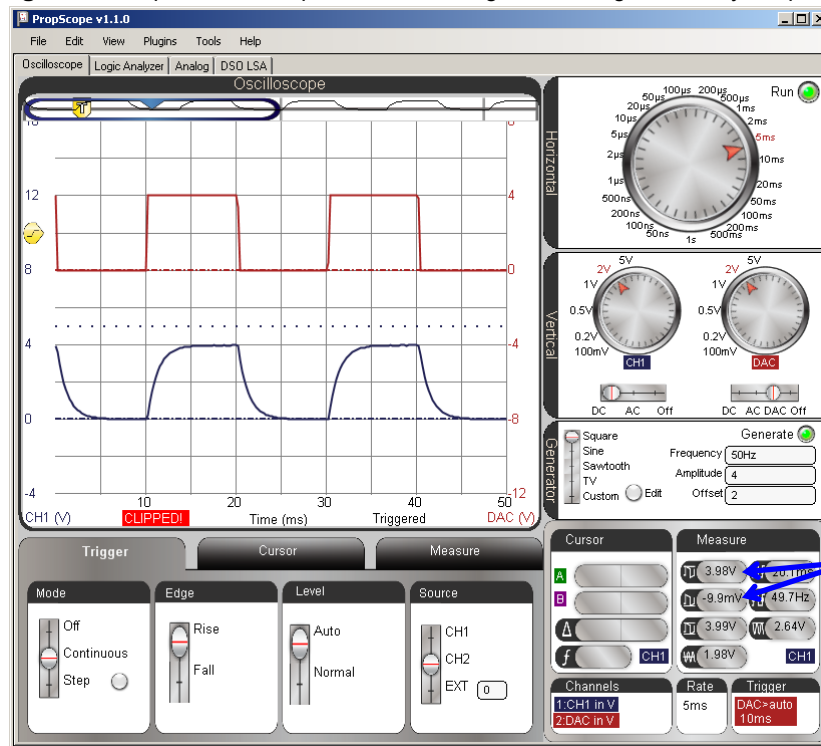 PropScope v1.1.0
File Edit View Plugins Tools Help
Oscilloscope Logic Analyzer Analog DSO LSA
Oscilloscope
T
12
8
4
0
-4
4
0
-4
-8
-12
10 20 30 40 50
CH1 (V) CLIPPED! Time (ms) Triggered DAC (V)
Horizontal
Run
50ns
100ns
200ns
500ns
1µs
2µs
5µs
10µs
20µs
50µs
100µs
200µs
500µs
1ms
2ms
5ms
10ms
20ms
50ms
100ms
200ms
500ms
1s
Vertical
5V
2V
1V
0.5V
0.2V
100mV
CH1
DC AC Off
5V
2V
1V
0.5V
0.2V
100mV
DAC
DC AC DAC Off
Generator
Square
Sine
Sawtooth
TV
Custom Edit
Generate
Frequency 50Hz
Amplitude 4
Offset 2
Trigger Cursor Measure
Mode
Off
Continuous
Step
Edge
Rise
Fall
Level
Auto
Normal
Source
CH1
CH2
EXT 0
Cursor
A
B
Δ
f CH1
Measure
3.98V
-9.9mV 49.7Hz
3.99V 2.64V
1.98V CH1
Channels
1:CH1 in V
2:DAC in V
Rate
5ms
Trigger
DAC>auto
10ms